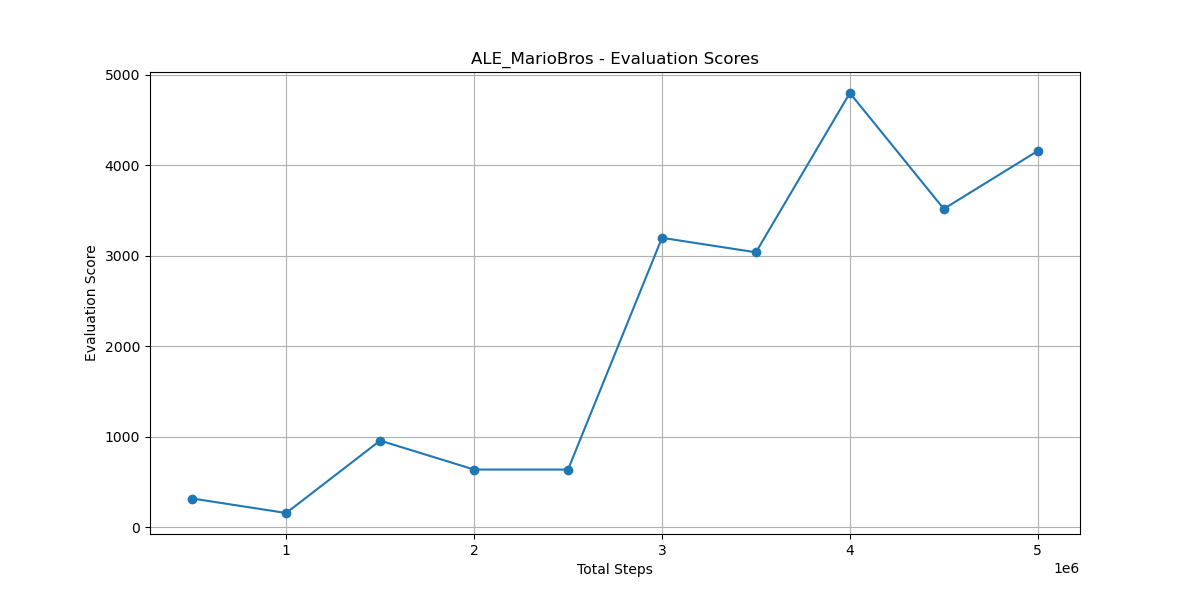 ALE_MarioBros - Evaluation Scores
5000
4000
3000
2000
1000
0
Evaluation Score
1 2 3 4 5
Total Steps
1e6